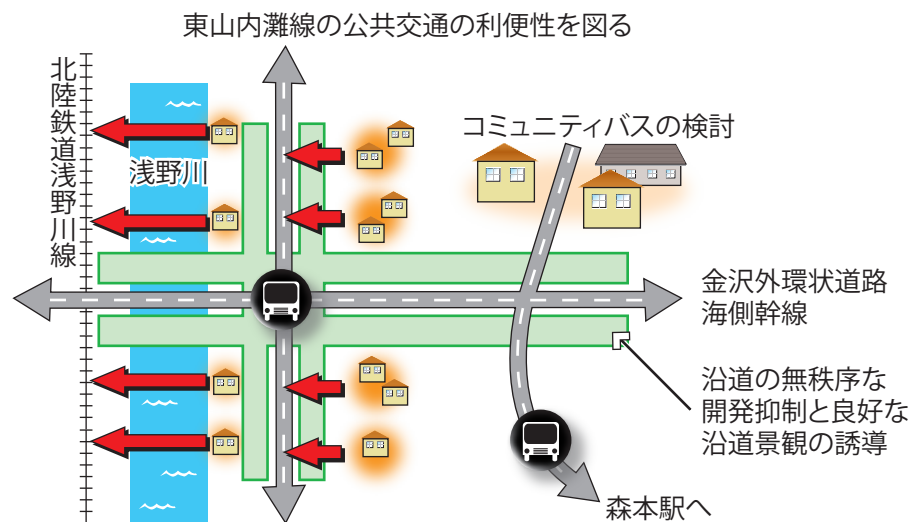 東山内灘線の公共交通の利便性を図る
北陸鉄道浅野川線
浅野川
コミュニティバスの検討
金沢外環状道路
海側幹線
沿道の無秩序な
開発抑制と良好な
沿道景観の誘導
森本駅へ